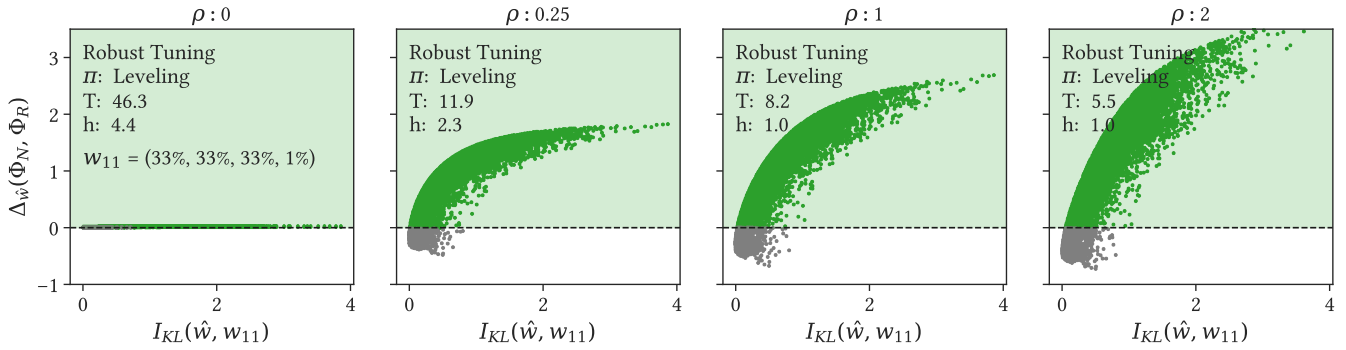 ρ : 0
ρ : 0.25
ρ : 1
ρ : 2
Δŵ(ΦN, ΦR)
3
2
1
0
−1
Robust Tuning
π: Leveling
T: 46.3
h: 4.4
w11 = (33%, 33%, 33%, 1%)
Robust Tuning
π: Leveling
T: 11.9
h: 2.3
Robust Tuning
π: Leveling
T: 8.2
h: 1.0
Robust Tuning
π: Leveling
T: 5.5
h: 1.0
0 2 4
0 2 4
0 2 4
0 2 4
IKL(ŵ, w11)
IKL(ŵ, w11)
IKL(ŵ, w11)
IKL(ŵ, w11)